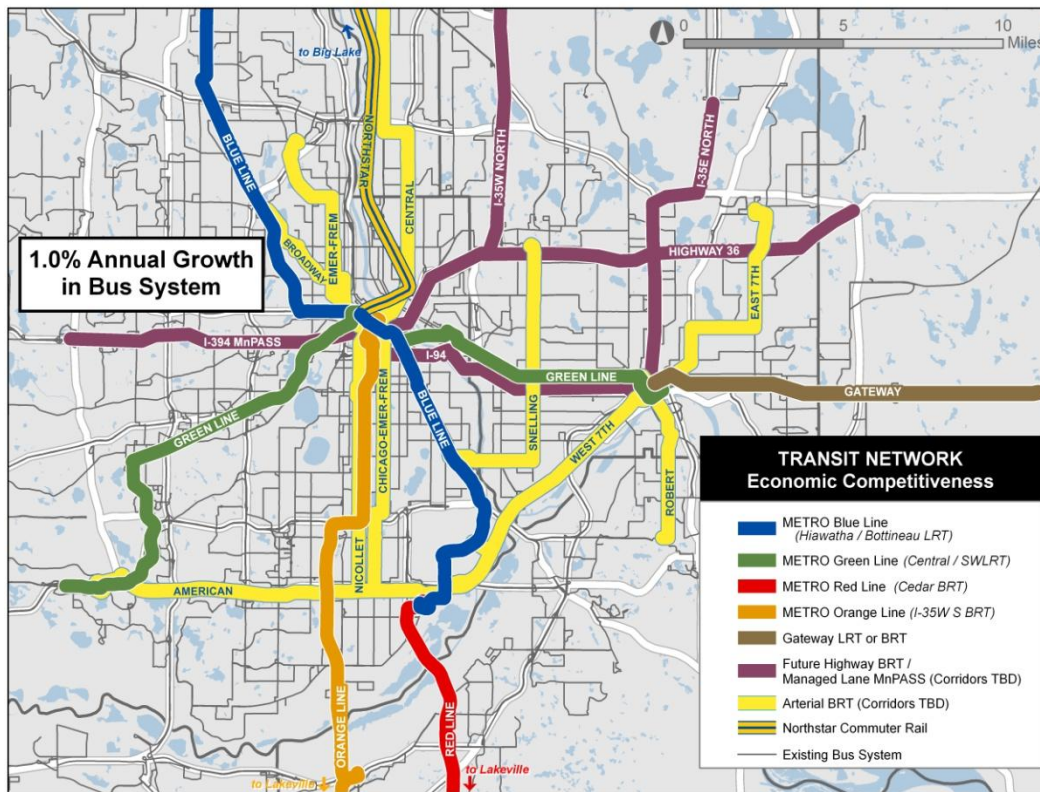 to Big Lake
0 5 10
Miles
BLUE LINE
NORTHSTAR
CENTRAL
I-35W NORTH
I-35E NORTH
BROADWAY
EMER-FREM
HIGHWAY 36
EAST 7TH
1.0% Annual Growth
in Bus System
I-394 MnPASS
I-94
GREEN LINE
GATEWAY
GREEN LINE
BLUE LINE
CHICAGO-EMER-FREM
SNELLING
WEST 7TH
ROBERT
NICOLLET
AMERICAN
ORANGE LINE
RED LINE
to Lakeville
to Lakeville
TRANSIT NETWORK
Economic Competitiveness
METRO Blue Line
(Hiawatha / Bottineau LRT)
METRO Green Line (Central / SWLRT)
METRO Red Line (Cedar BRT)
METRO Orange Line (I-35W S BRT)
Gateway LRT or BRT
Future Highway BRT /
Managed Lane MnPASS (Corridors TBD)
Arterial BRT (Corridors TBD)
Northstar Commuter Rail
Existing Bus System